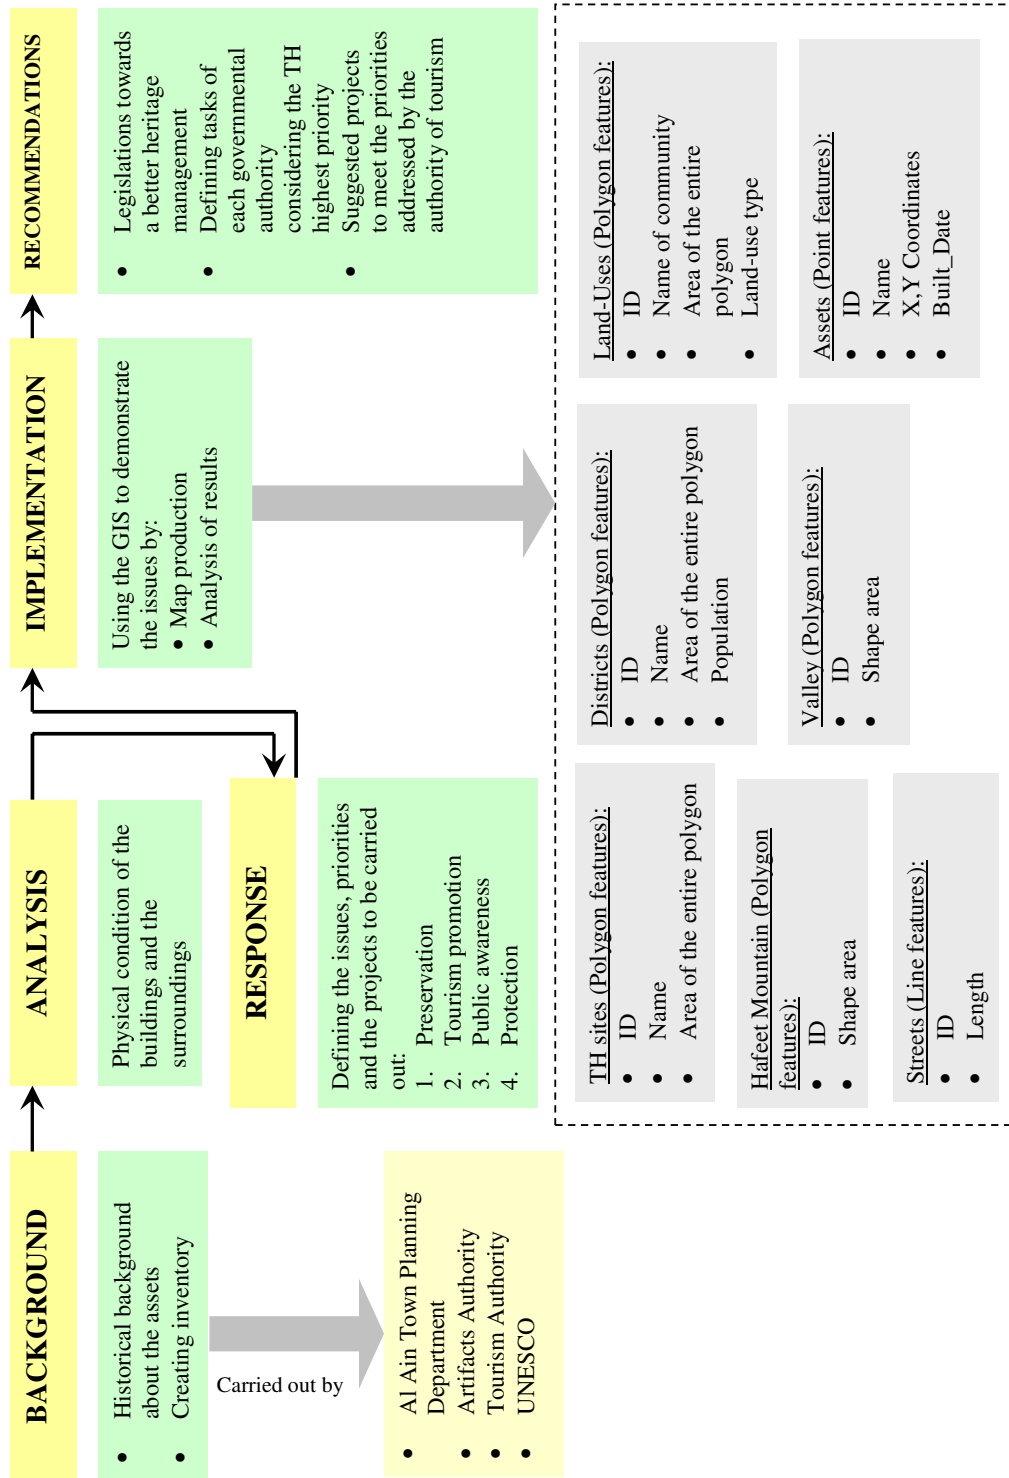 BACKGROUND
• Historical background
about the assets
• Creating inventory
Carried out by
• Al Ain Town Planning
Department
• Artifacts Authority
• Tourism Authority
• UNESCO
ANALYSIS
Physical condition of the
buildings and the
surroundings
RESPONSE
Defining the issues, priorities
and the projects to be carried
out:
1. Preservation
2. Tourism promotion
3. Public awareness
4. Protection
IMPLEMENTATION
Using the GIS to demonstrate
the issues by:
• Map production
• Analysis of results
RECOMMENDATIONS
• Legislations towards
a better heritage
management
• Defining tasks of
each governmental
authority
considering the TH
highest priority
• Suggested projects
to meet the priorities
addressed by the
authority of tourism
TH sites (Polygon features):
• ID
• Name
• Area of the entire polygon
Hafeet Mountain (Polygon
features):
• ID
• Shape area
Streets (Line features):
• ID
• Length
Districts (Polygon features):
• ID
• Name
• Area of the entire polygon
• Population
Valley (Polygon features):
• ID
• Shape area
Land-Uses (Polygon features):
• ID
• Name of community
• Area of the entire
polygon
• Land-use type
Assets (Point features):
• ID
• Name
• X,Y Coordinates
• Built_Date